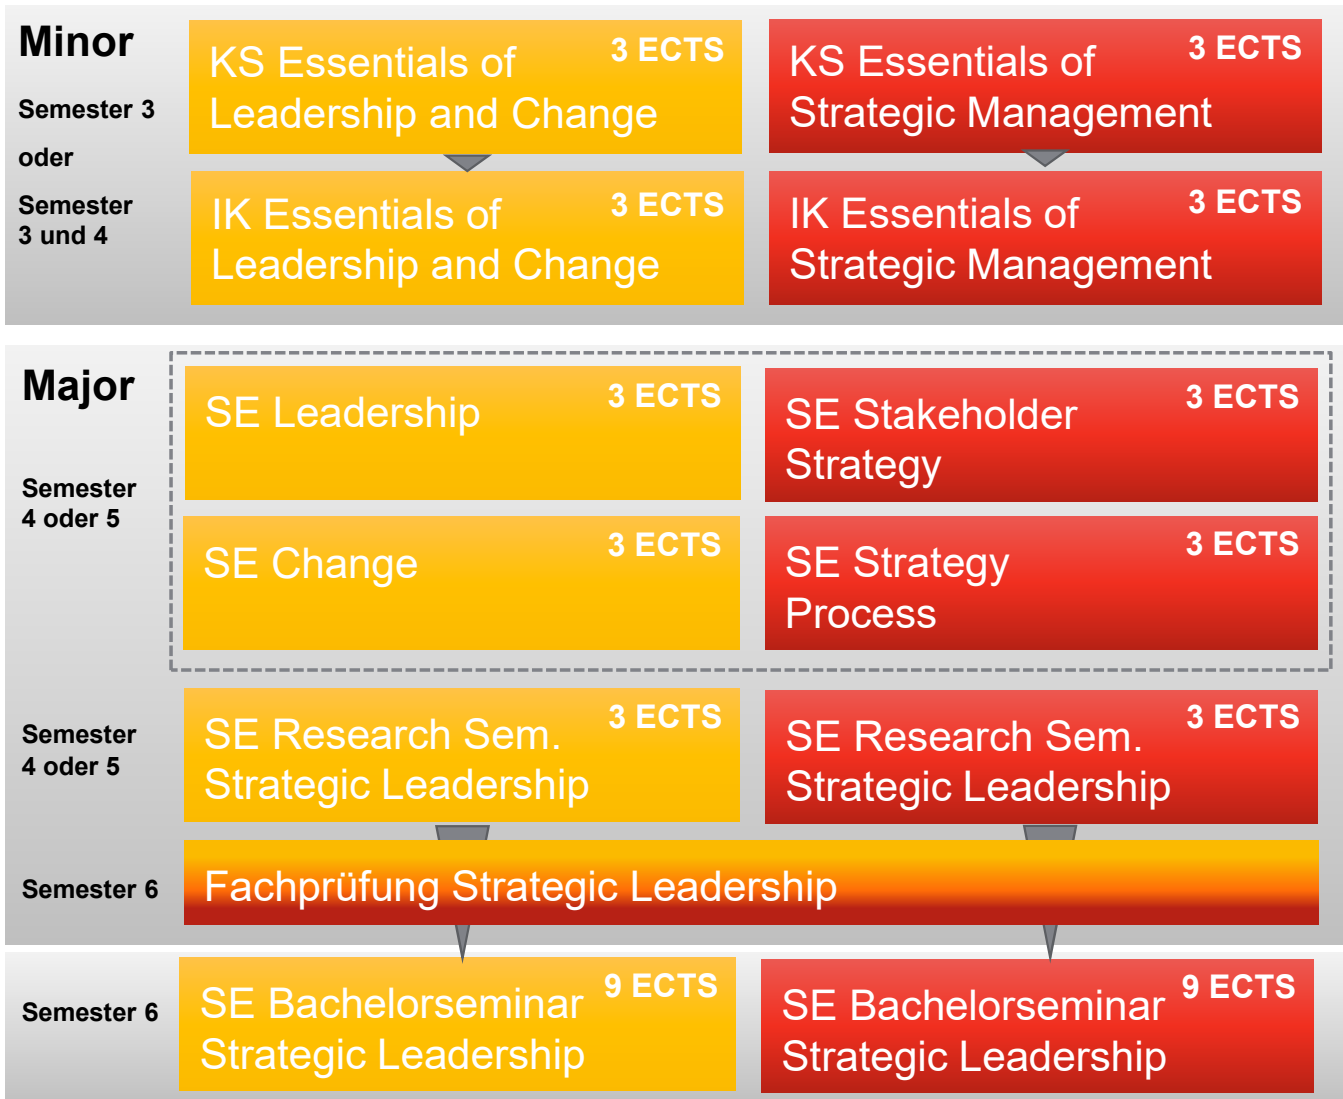 Minor
Semester 3
oder
Semester
3 und 4
KS Essentials of
Leadership and Change
3 ECTS
KS Essentials of
Strategic Management
3 ECTS
IK Essentials of
Leadership and Change
3 ECTS
IK Essentials of
Strategic Management
3 ECTS
Major
Semester
4 oder 5
SE Leadership
3 ECTS
SE Stakeholder
Strategy
3 ECTS
SE Change
3 ECTS
SE Strategy
Process
3 ECTS
Semester
4 oder 5
SE Research Sem.
Strategic Leadership
3 ECTS
SE Research Sem.
Strategic Leadership
3 ECTS
Semester 6
Fachprüfung Strategic Leadership
Semester 6
SE Bachelorseminar
Strategic Leadership
9 ECTS
SE Bachelorseminar
Strategic Leadership
9 ECTS